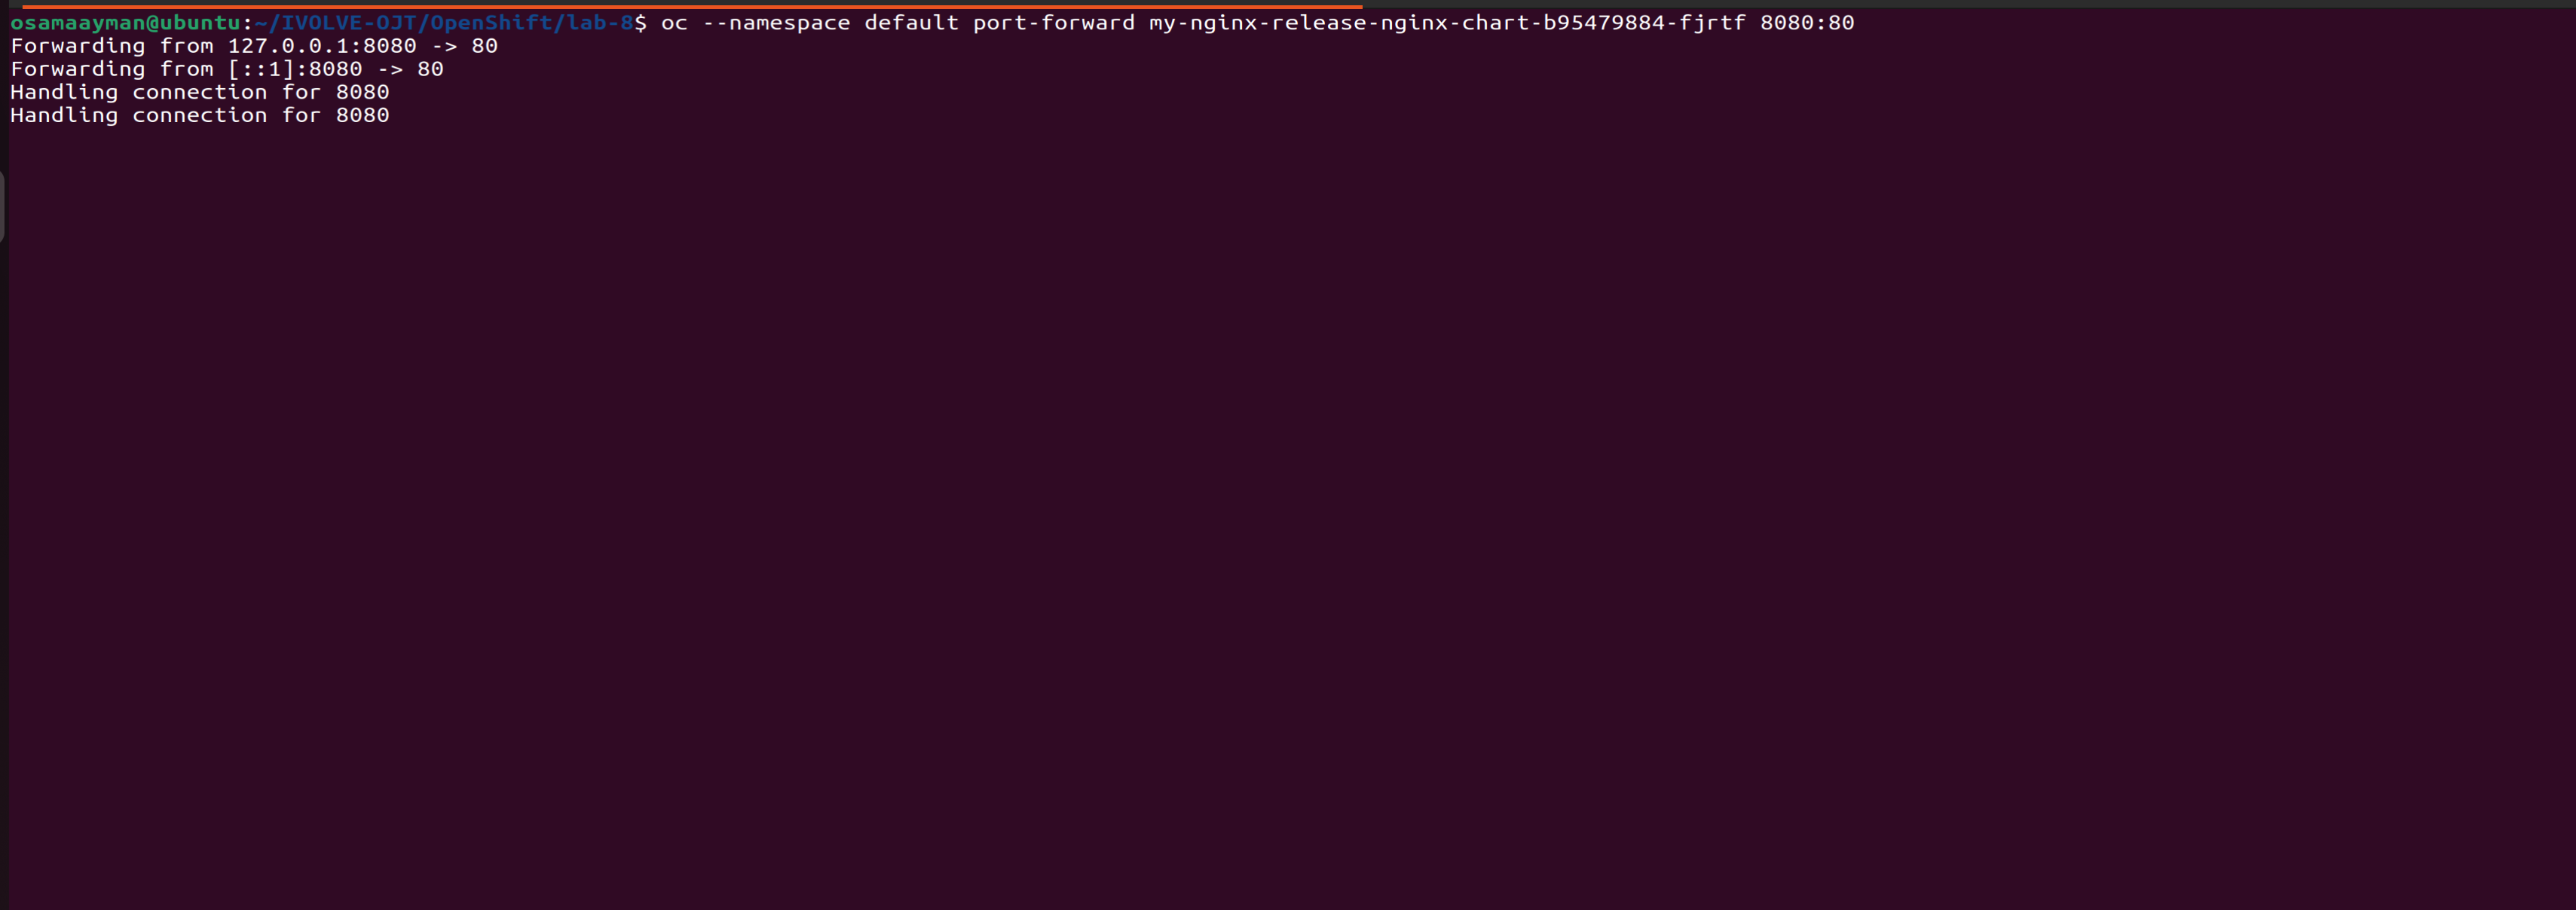 osamaayman@ubuntu:~/IVOLVE-OJT/OpenShift/lab-8$ oc --namespace default port-forward my-nginx-release-nginx-chart-b95479884-fjrtf 8080:80
Forwarding from 127.0.0.1:8080 -> 80
Forwarding from [::1]:8080 -> 80
Handling connection for 8080
Handling connection for 8080